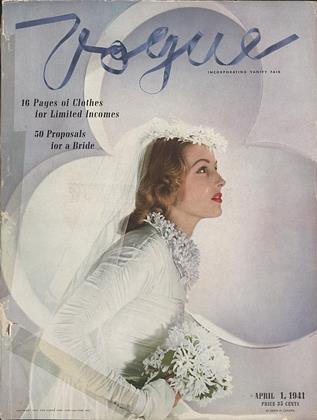 Vogue
INCORPORATING VANITY FAIR
16 Pages of Clothes
for Limited Incomes
50 Proposals
for a Bride
APRIL 1, 1941
PRICE 35 CENTS